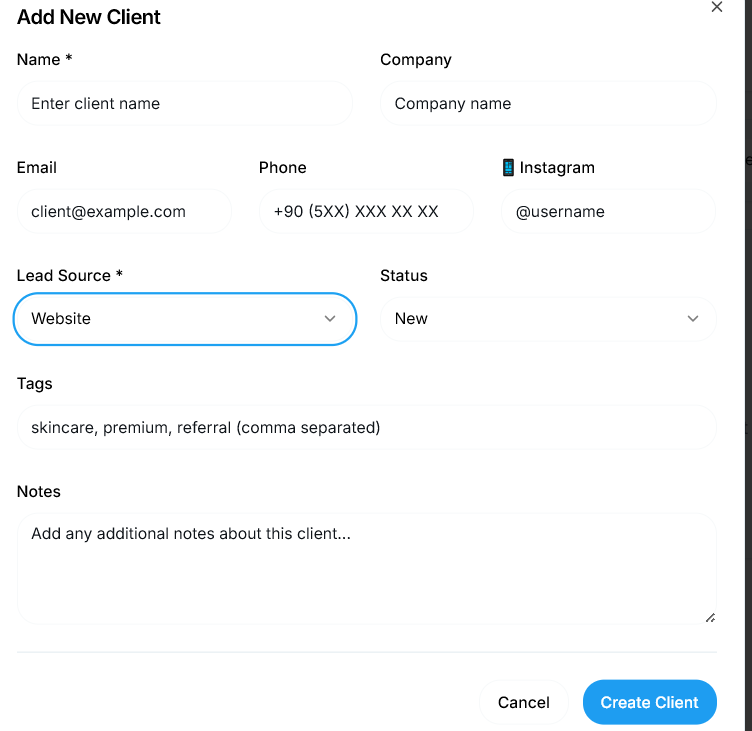 Add New Client
Name * Company
Enter client name Company name
Email Phone 📱 Instagram
client@example.com +90 (5XX) XXX XX XX @username
Lead Source * Status
Website New
Tags
skincare, premium, referral (comma separated)
Notes
Add any additional notes about this client...
Cancel Create Client